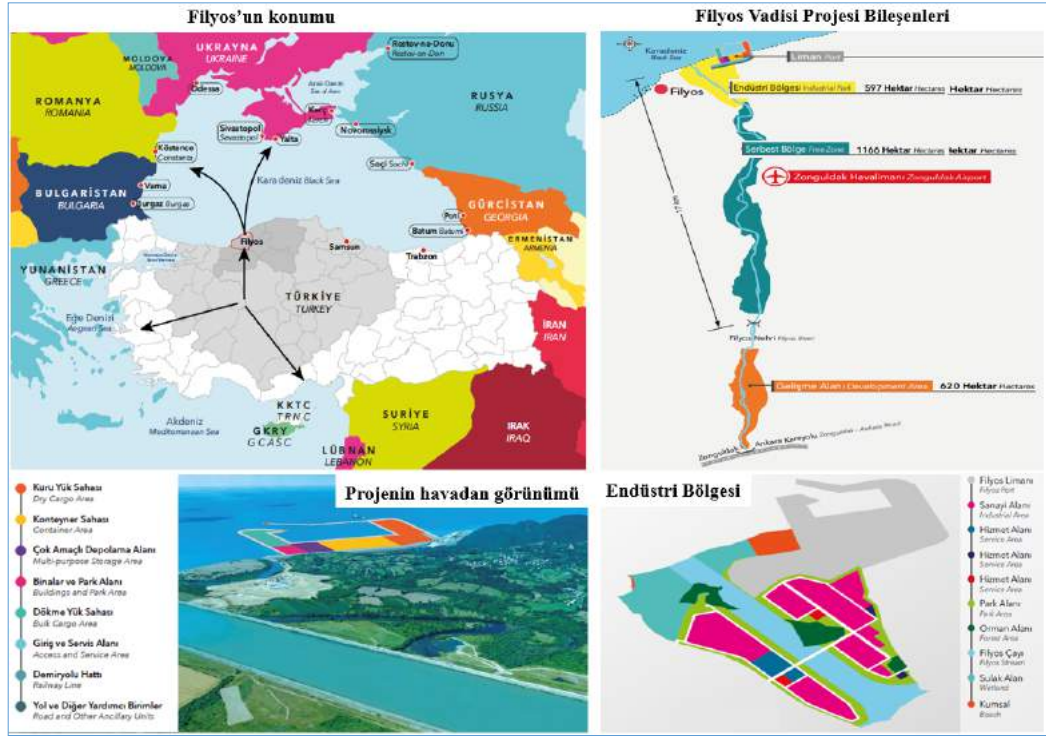 Filyos’un konumu
Filyos Vadisi Projesi Bileşenleri
UKRAYNA
UKRAINE
Rostov-na-Donu
Rostov-on-Don
MOLDOVA
MOLDOVA
Odessa
ROMANYA
ROMANIA
RUSYA
RUSSIA
Kerç
Sivastopol
Sevastopol
Yalta
Novorossiysk
Köstence
Constanta
Soçi Sochi
Karadeniz Black Sea
Varna
BULGARİSTAN
BULGARIA
Burgaz Burgas
GÜRCİSTAN
GEORGIA
Poti
Batum Batumi
Filyos
Samsun
Trabzon
ERMENİSTAN
ARMENIA
YUNANİSTAN
GREECE
TÜRKİYE
TURKEY
Ege Denizi
Aegean Sea
İRAN
IRAN
KKTC
TRNC
GKRY
GCASC
Akdeniz
Mediterranean Sea
SURİYE
SYRIA
IRAK
IRAQ
LÜBNAN
LEBANON
Karadeniz
Black Sea
Liman Port
Filyos
Endüstri Bölgesi Industrial Park 597 Hektar Hectares Hektar Hectares
Serbest Bölge Free Zone 1166 Hektar Hectares Hektar Hectares
Zonguldak Havalimanı Zonguldak Airport
Filyos Nehri Filyos River
Gelişme Alanı Development Area 620 Hektar Hectares
Zonguldak - Ankara Karayolu Zonguldak - Ankara Road
Projenin havadan görünümü
Endüstri Bölgesi
Kuru Yük Sahası
Dry Cargo Area
Konteyner Sahası
Container Area
Çok Amaçlı Depolama Alanı
Multi-purpose Storage Area
Binalar ve Park Alanı
Buildings and Park Area
Dökme Yük Sahası
Bulk Cargo Area
Giriş ve Servis Alanı
Access and Service Area
Demiryolu Hattı
Railway Line
Yol ve Diğer Yardımcı Birimler
Road and Other Ancillary Units
Filyos Limanı
Filyos Port
Sanayi Alanı
Industrial Area
Hizmet Alanı
Service Area
Hizmet Alanı
Service Area
Hizmet Alanı
Service Area
Park Alanı
Park Area
Orman Alanı
Forest Area
Filyos Çayı
Filyos Stream
Sulak Alan
Wetland
Kumsal
Beach